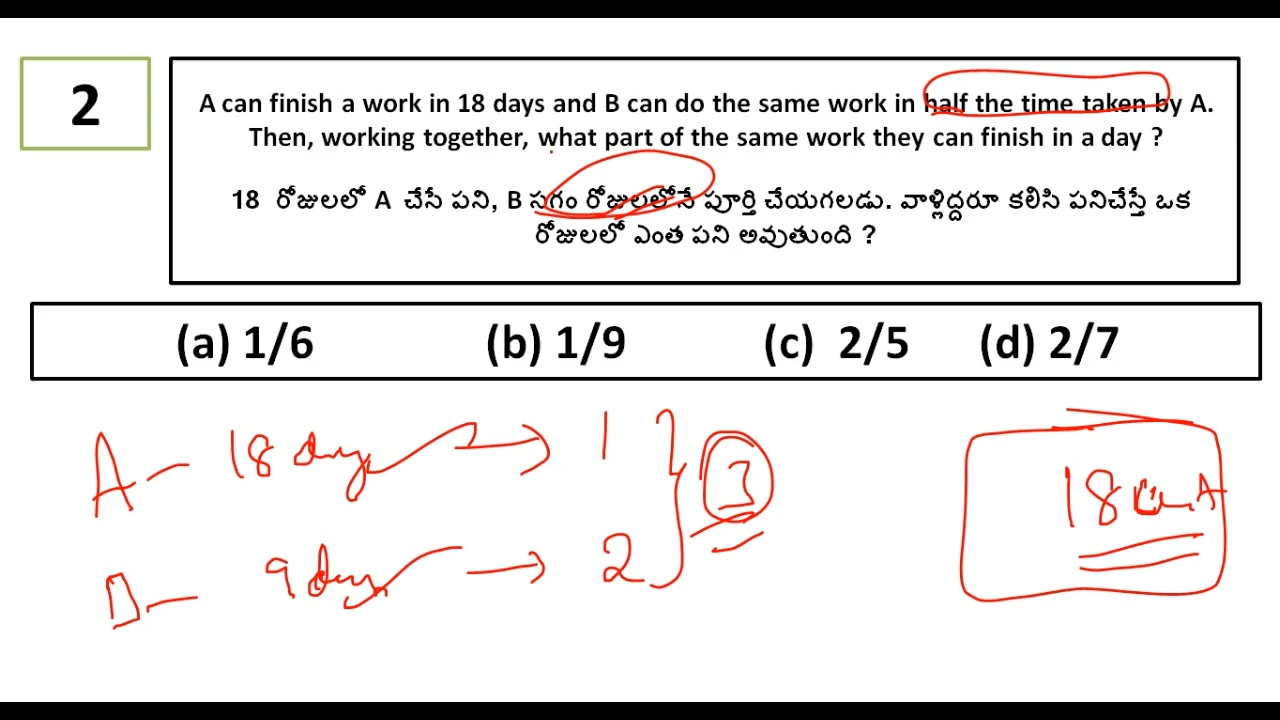 2
A can finish a work in 18 days and B can do the same work in half the time taken by A.
Then, working together, what part of the same work they can finish in a day ?
18 రోజులలో A చేసే పని, B సగం రోజులలోనే పూర్తి చేయగలడు. వాళ్లిద్దరూ కలిసి పనిచేస్తే ఒక
రోజులలో ఎంత పని అవుతుంది ?
(a) 1/6 (b) 1/9 (c) 2/5 (d) 2/7
A – 18 days → 1
3
18
B – 9 days → 2